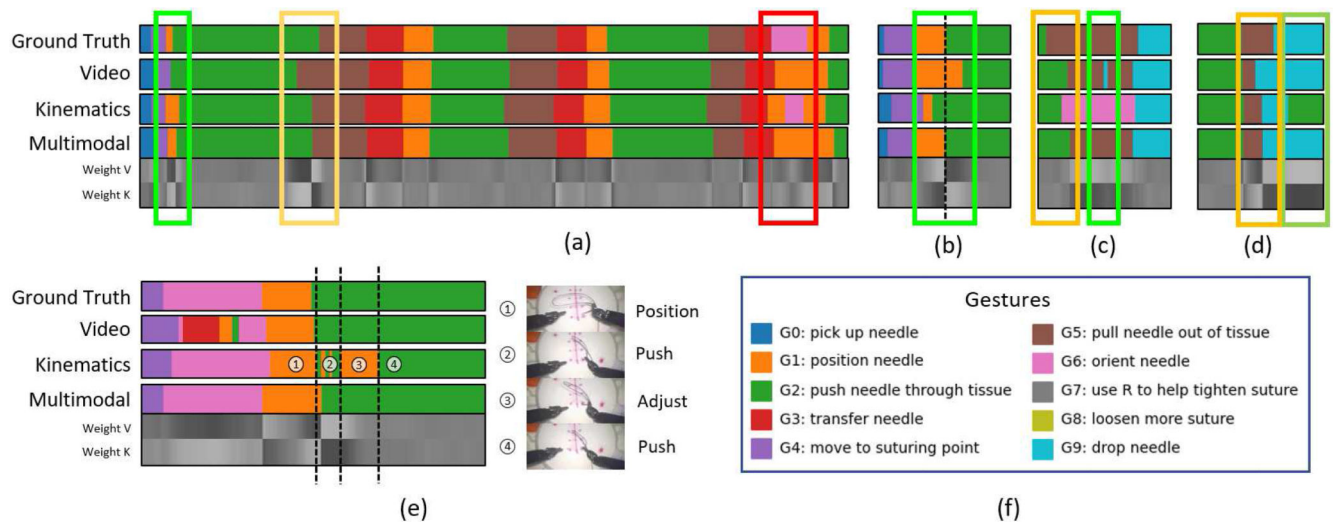 Ground Truth
Video
Kinematics
Multimodal
Weight V
Weight K
(a)
(b)
(c)
(d)
Ground Truth
Video
Kinematics
Multimodal
Weight V
Weight K
① ② ③ ④
(e)
① Position
② Push
③ Adjust
④ Push
Gestures
G0: pick up needle
G1: position needle
G2: push needle through tissue
G3: transfer needle
G4: move to suturing point
G5: pull needle out of tissue
G6: orient needle
G7: use R to help tighten suture
G8: loosen more suture
G9: drop needle
(f)